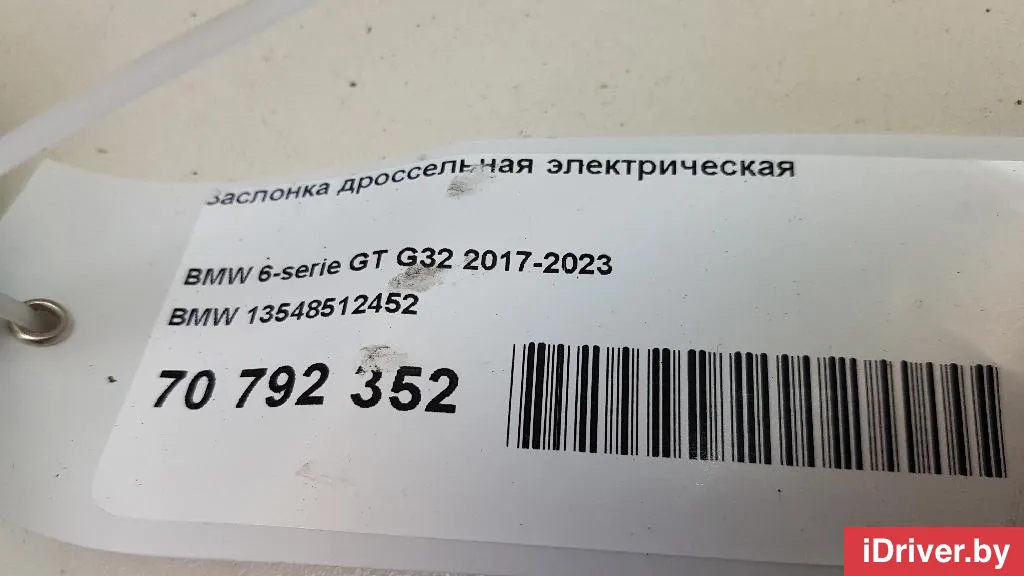 Заслонка дроссельная электрическая
BMW 6-serie GT G32 2017-2023
BMW 13548512452
70 792 352
iDriver.by